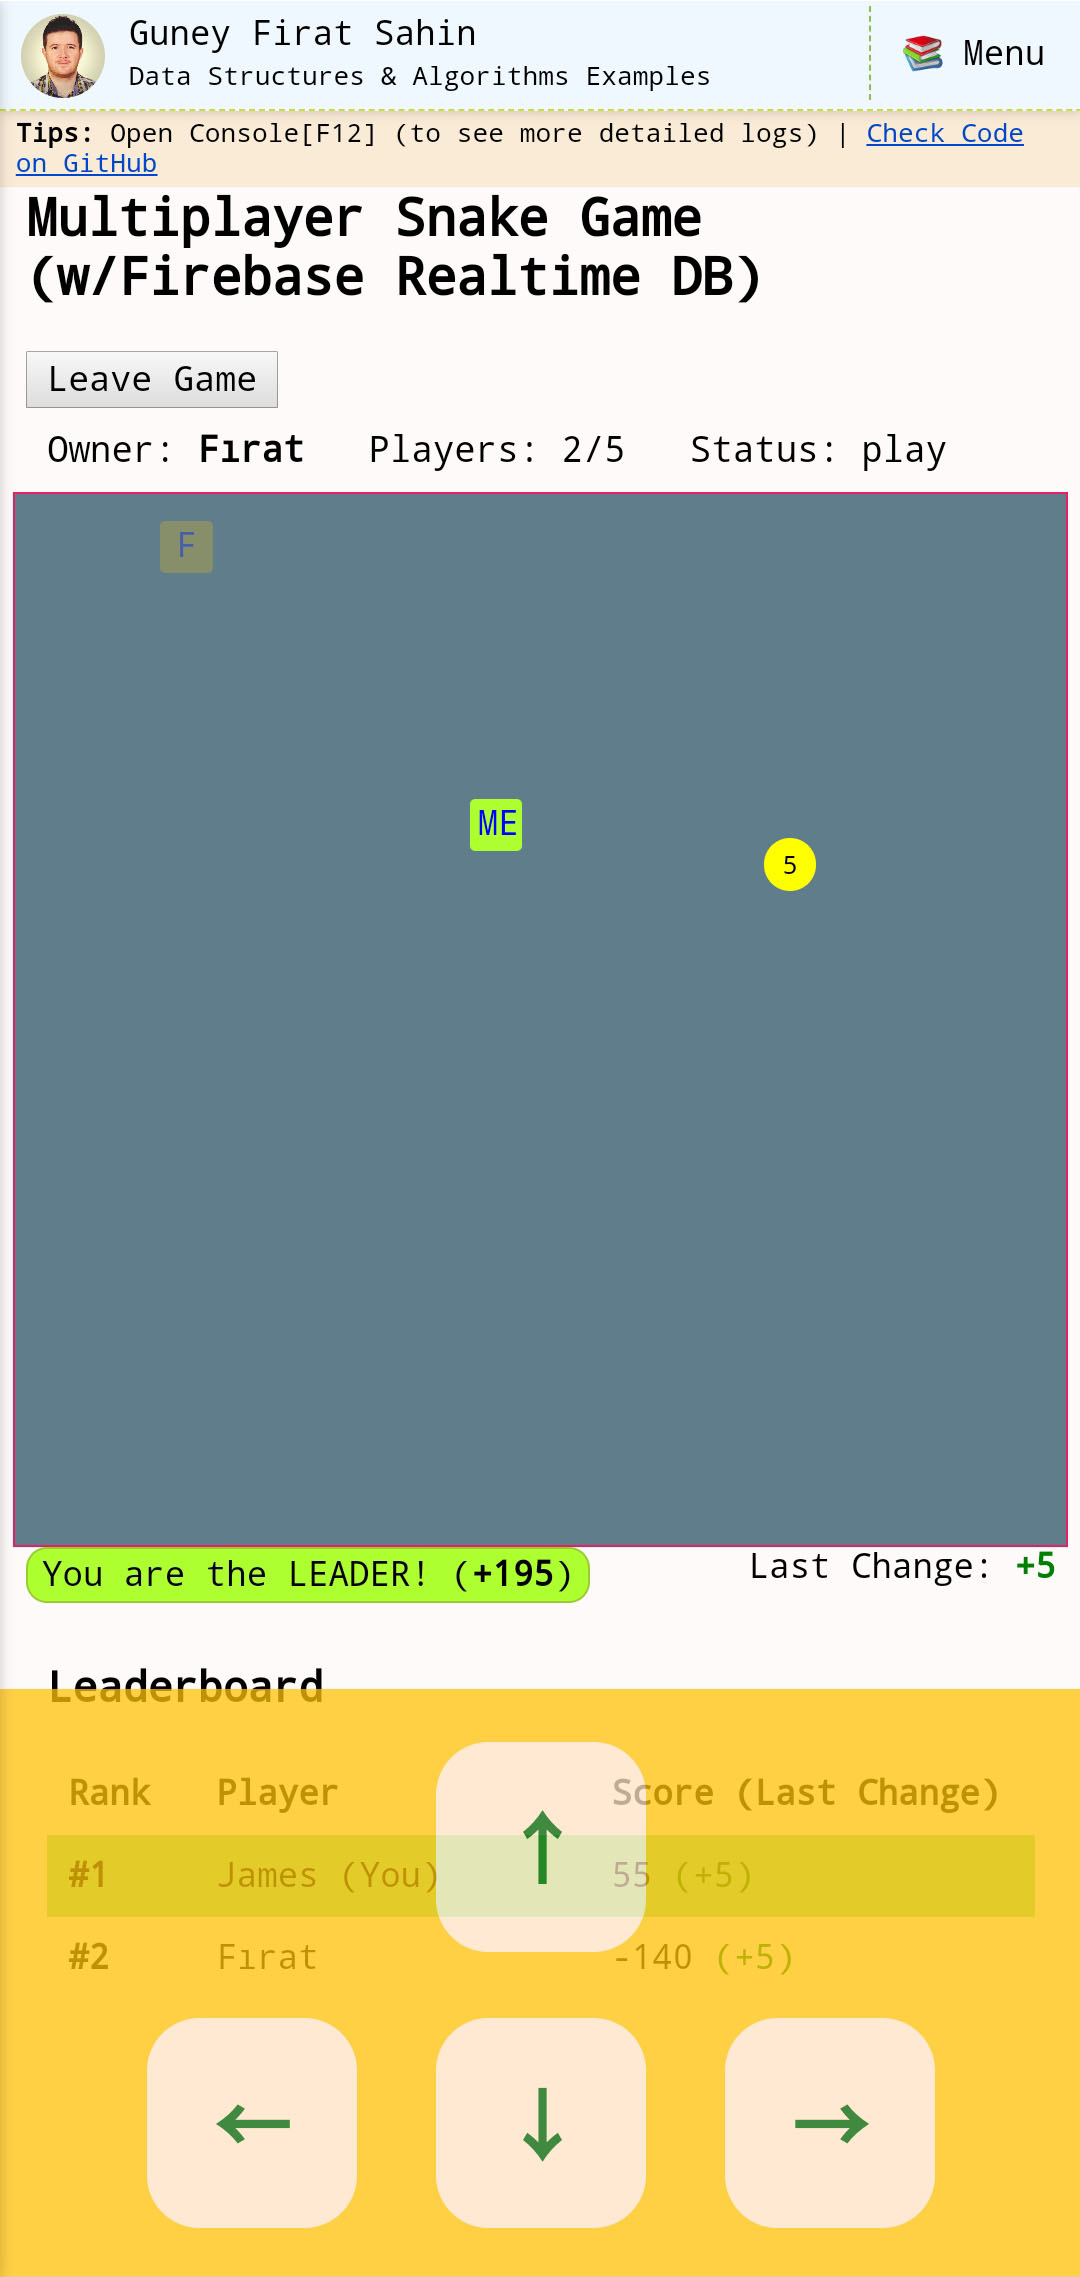 Guney Firat Sahin
Data Structures & Algorithms Examples
📚 Menu
Tips: Open Console[F12] (to see more detailed logs) | Check Code
on GitHub
Multiplayer Snake Game
(w/Firebase Realtime DB)
Leave Game
Owner: Fırat Players: 2/5 Status: play
F
ME
5
You are the LEADER! (+195)
Last Change: +5
Leaderboard
Rank Player Score (Last Change)
#1 James (You) 55 (+5)
↑
#2 Fırat -140 (+5)
← ↓ →